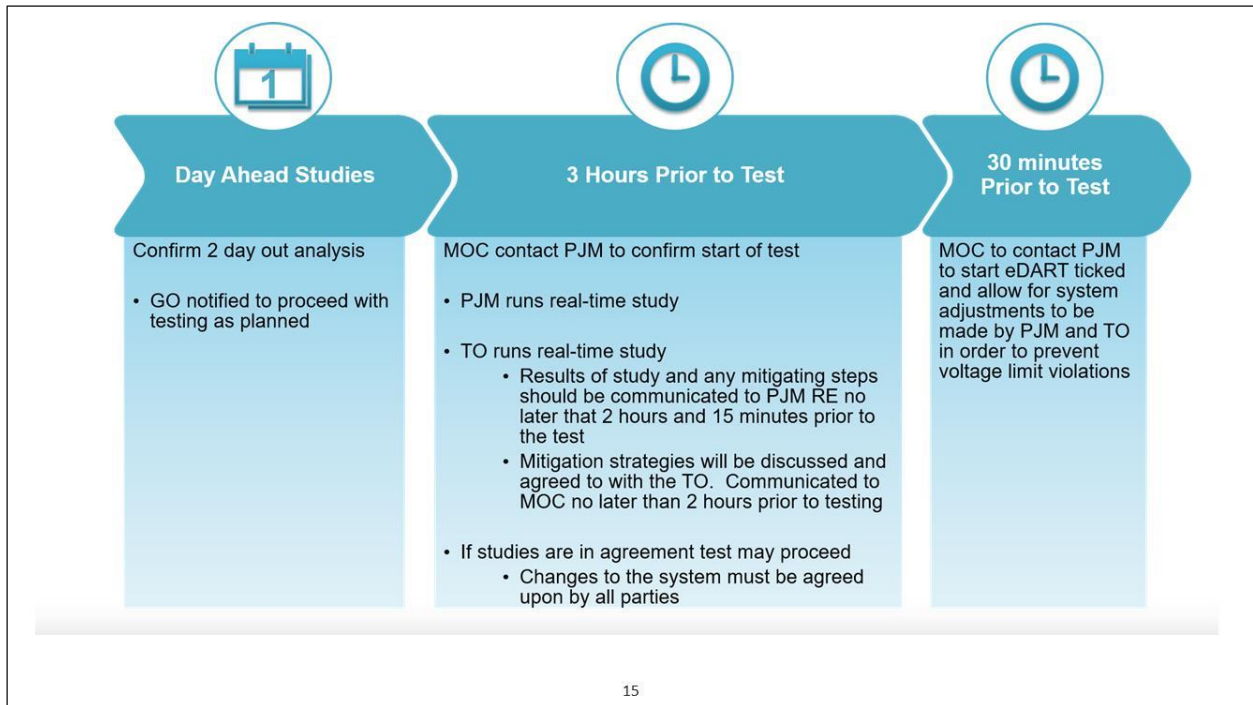 1
Day Ahead Studies
Confirm 2 day out analysis
• GO notified to proceed with
testing as planned
3 Hours Prior to Test
MOC contact PJM to confirm start of test
• PJM runs real-time study
• TO runs real-time study
• Results of study and any mitigating steps
should be communicated to PJM RE no
later that 2 hours and 15 minutes prior to
the test
• Mitigation strategies will be discussed and
agreed to with the TO.  Communicated to
MOC no later than 2 hours prior to testing
• If studies are in agreement test may proceed
• Changes to the system must be agreed
upon by all parties
30 minutes
Prior to Test
MOC to contact PJM
to start eDART ticked
and allow for system
adjustments to be
made by PJM and TO
in order to prevent
voltage limit violations
15